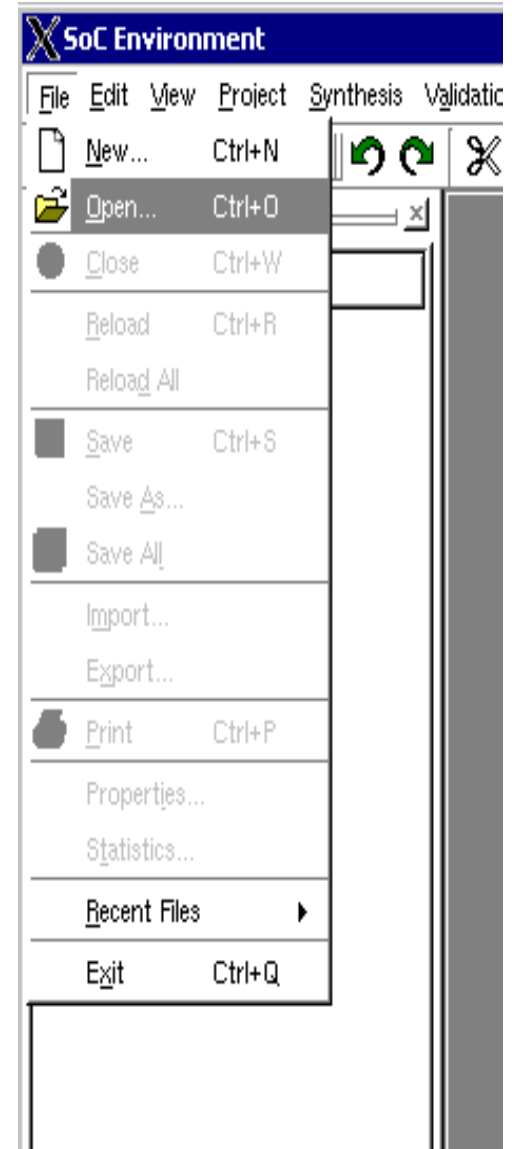 SoC Environment
File Edit View Project Synthesis Validatio
New... Ctrl+N
Open... Ctrl+O
Close Ctrl+W
Reload Ctrl+R
Reload All
Save Ctrl+S
Save As...
Save All
Import...
Export...
Print Ctrl+P
Properties...
Statistics...
Recent Files
Exit Ctrl+Q